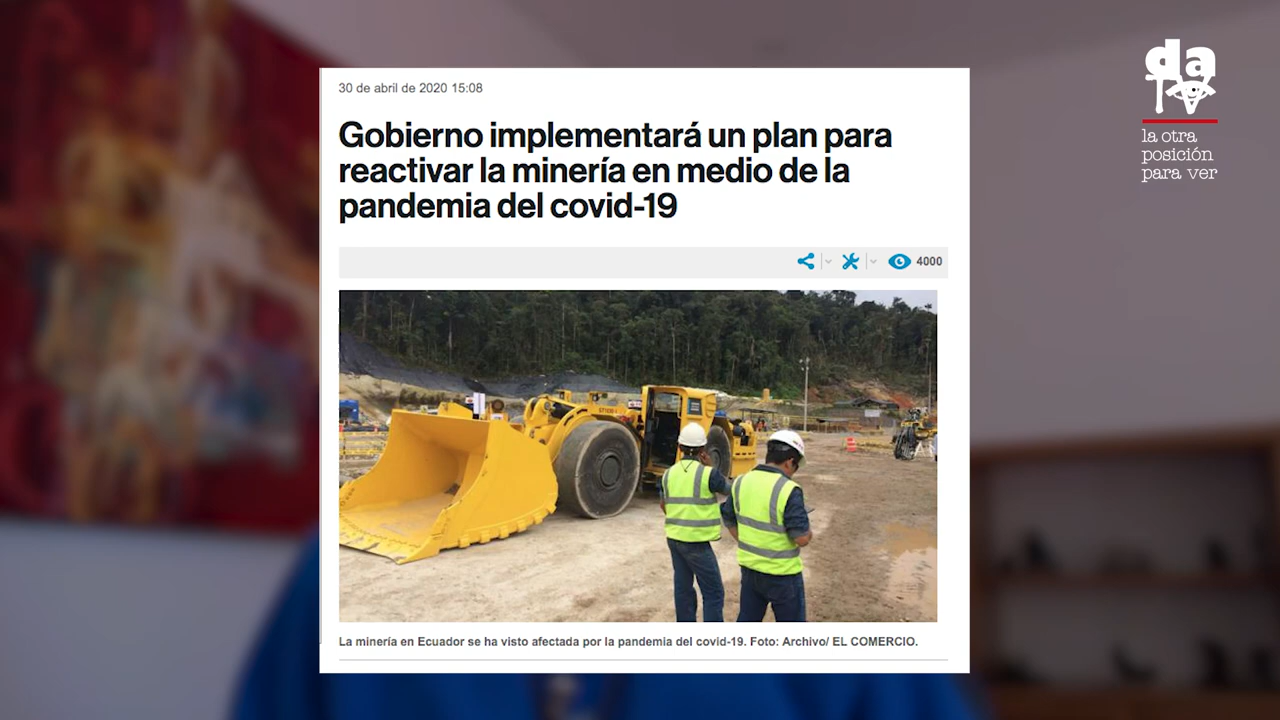 30 de abril de 2020 15:08
Gobierno implementará un plan para
reactivar la minería en medio de la
pandemia del covid-19
4000
La minería en Ecuador se ha visto afectada por la pandemia del covid-19. Foto: Archivo/ EL COMERCIO.
da
TV
la otra
posición
para ver